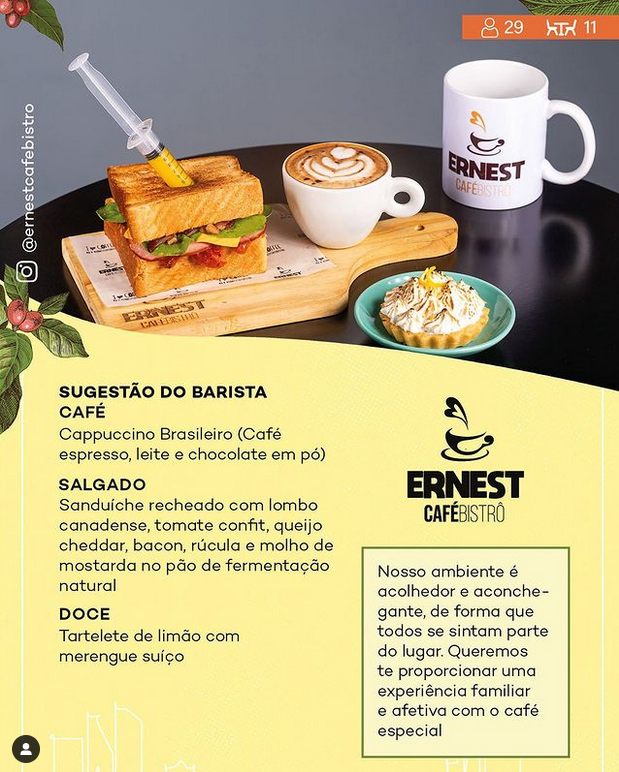 29 11
@ernestcafebistro
ERNEST
CAFÉBISTRÔ
ERNEST
CAFÉBISTRÔ
SUGESTÃO DO BARISTA
CAFÉ
Cappuccino Brasileiro (Café
espresso, leite e chocolate em pó)
SALGADO
Sanduíche recheado com lombo
canadense, tomate confit, queijo
cheddar, bacon, rúcula e molho de
mostarda no pão de fermentação
natural
DOCE
Tartelete de limão com
merengue suíço
ERNEST
CAFÉBISTRÔ
Nosso ambiente é
acolhedor e aconche-
gante, de forma que
todos se sintam parte
do lugar. Queremos
te proporcionar uma
experiência familiar
e afetiva com o café
especial